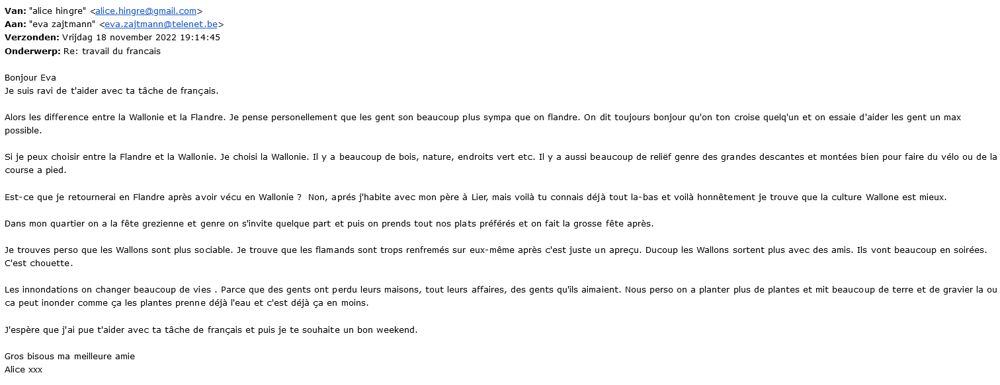 Van: "alice hingre" <alice.hingre@gmail.com>
Aan: "eva zajtmann" <eva.zajtmann@telenet.be>
Verzonden: Vrijdag 18 november 2022 19:14:45
Onderwerp: Re: travail du francais
Bonjour Eva
Je suis ravi de t'aider avec ta tâche de français.
Alors les difference entre la Wallonie et la Flandre. Je pense personellement que les gent son beaucoup plus sympa que on flandre. On dit toujours bonjour qu'on ton croise quelq'un et on essaie d'aider les gent un max
possible.
Si je peux choisir entre la Flandre et la Wallonie. Je choisi la Wallonie. Il y a beaucoup de bois, nature, endroits vert etc. Il y a aussi beaucoup de reliëf genre des grandes descantes et montées bien pour faire du vélo ou de la
course a pied.
Est-ce que je retournerai en Flandre après avoir vécu en Wallonie ?  Non, aprés j'habite avec mon père à Lier, mais voilà tu connais déjà tout la-bas et voilà honnêtement je trouve que la culture Wallone est mieux.
Dans mon quartier on a la fête grezienne et genre on s'invite quelque part et puis on prends tout nos plats préférés et on fait la grosse fête après.
Je trouves perso que les Wallons sont plus sociable. Je trouve que les flamands sont trops renfremés sur eux-même après c'est juste un apreçu. Ducoup les Wallons sortent plus avec des amis. Ils vont beaucoup en soirées.
C'est chouette.
Les innondations on changer beaucoup de vies . Parce que des gents ont perdu leurs maisons, tout leurs affaires, des gents qu'ils aimaient. Nous perso on a planter plus de plantes et mit beaucoup de terre et de gravier la ou
ca peut inonder comme ça les plantes prenne déjà l'eau et c'est déjà ça en moins.
J'espère que j'ai pue t'aider avec ta tâche de français et puis je te souhaite un bon weekend.
Gros bisous ma meilleure amie
Alice xxx